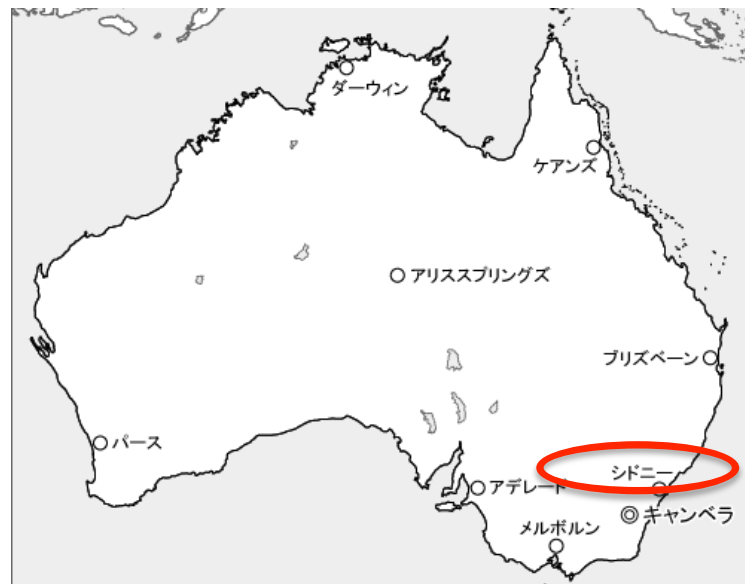 ダーウィン
ケアンズ
アリススプリングズ
ブリズベーン
パース
シドニー
アデレード
キャンベラ
メルボルン